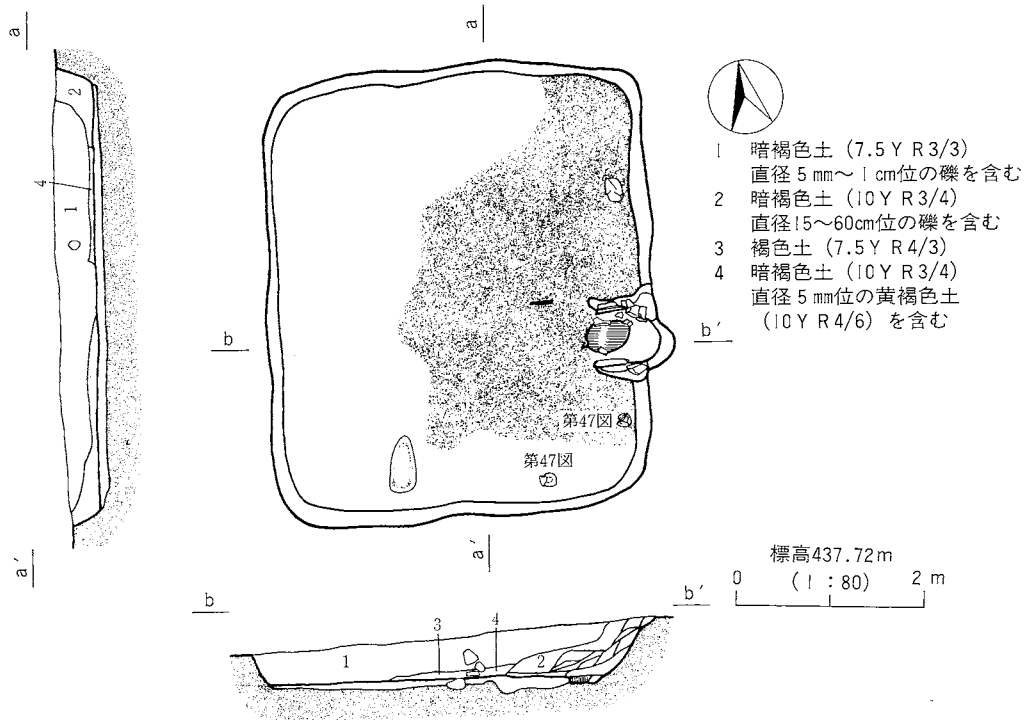 a
a
2
4
1
0
1 暗褐色土 (7.5YR3/3)
直径5mm~1cm位の礫を含む
2 暗褐色土 (10YR3/4)
直径15~60cm位の礫を含む
3 褐色土 (7.5YR4/3)
4 暗褐色土 (10YR3/4)
直径5mm位の黄褐色土
(10YR4/6) を含む
b
b′
第47図
第47図
a′
a′
標高437.72m
0 (1:80) 2m
b
b′
3
4
1
2